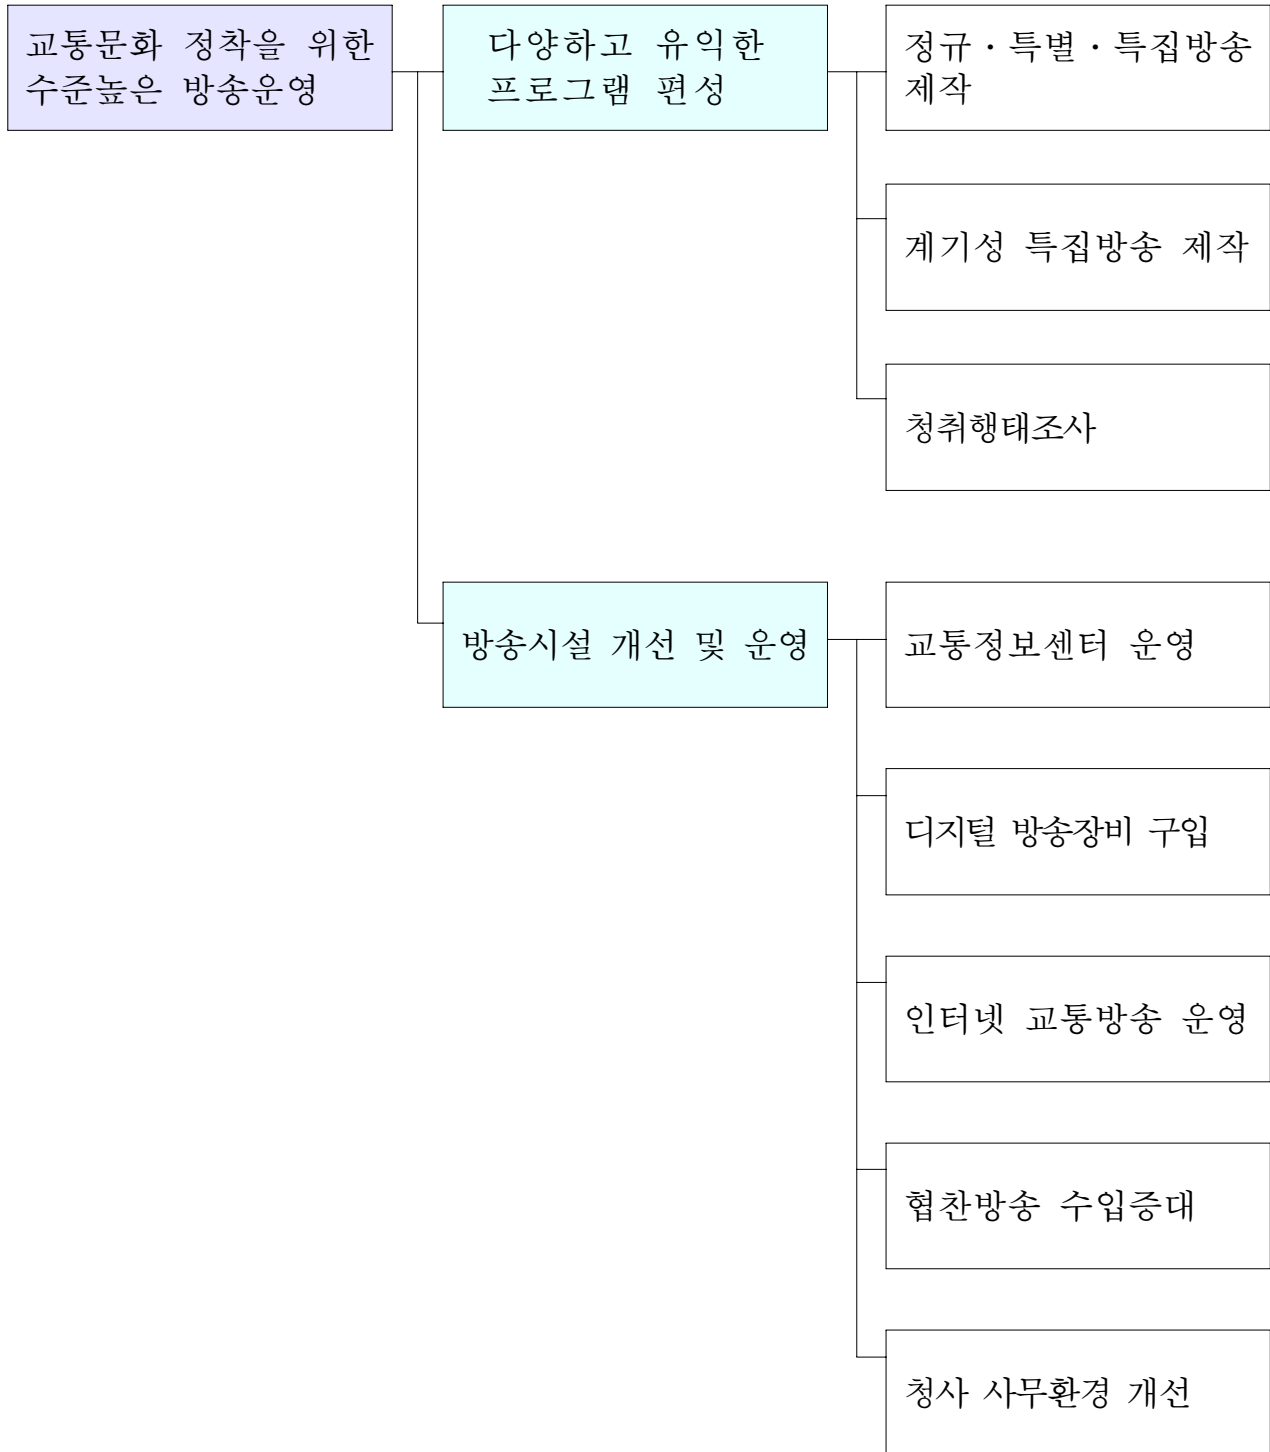 교통문화 정착을 위한
수준높은 방송운영
다양하고 유익한
프로그램 편성
정규·특별·특집방송
제작
계기성 특집방송 제작
청취행태조사
방송시설 개선 및 운영
교통정보센터 운영
디지털 방송장비 구입
인터넷 교통방송 운영
협찬방송 수입증대
청사 사무환경 개선